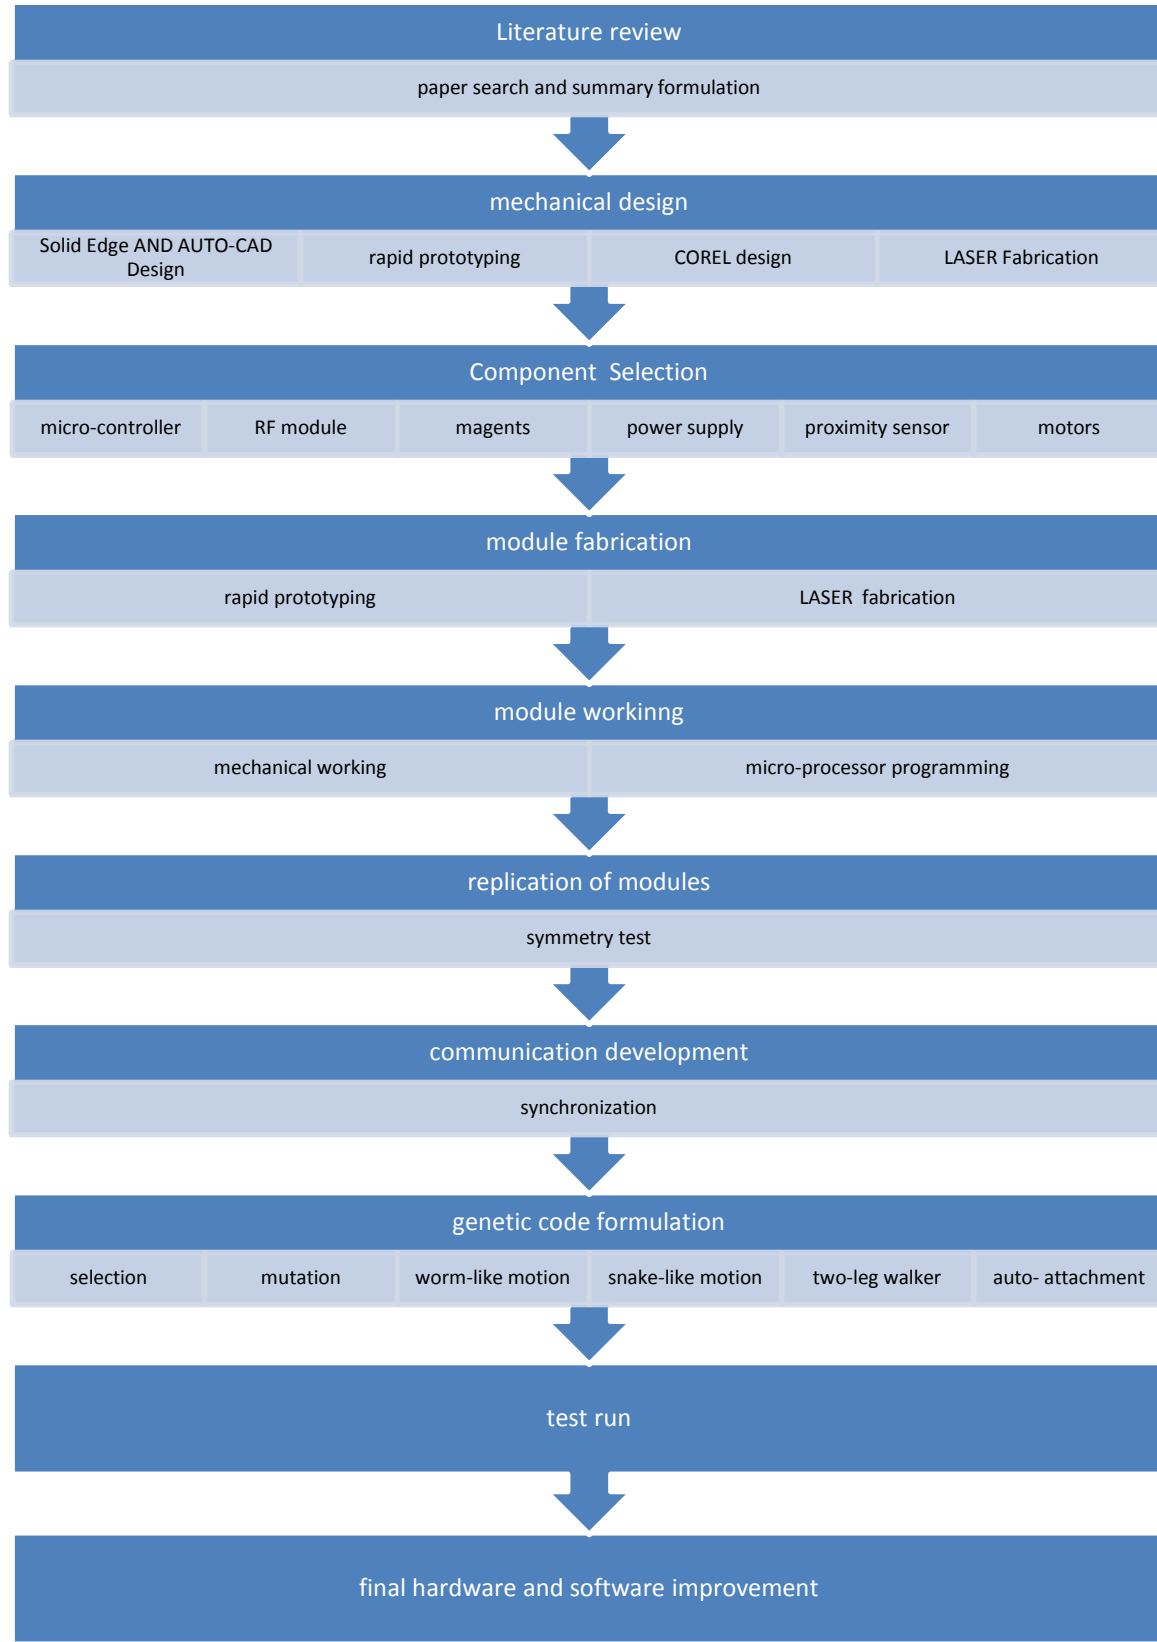 Literature review
paper search and summary formulation
mechanical design
Solid Edge AND AUTO-CAD
Design
rapid prototyping
COREL design
LASER Fabrication
Component  Selection
micro-controller
RF module
magents
power supply
proximity sensor
motors
module fabrication
rapid prototyping
LASER  fabrication
module workinng
mechanical working
micro-processor programming
replication of modules
symmetry test
communication development
synchronization
genetic code formulation
selection
mutation
worm-like motion
snake-like motion
two-leg walker
auto- attachment
test run
final hardware and software improvement